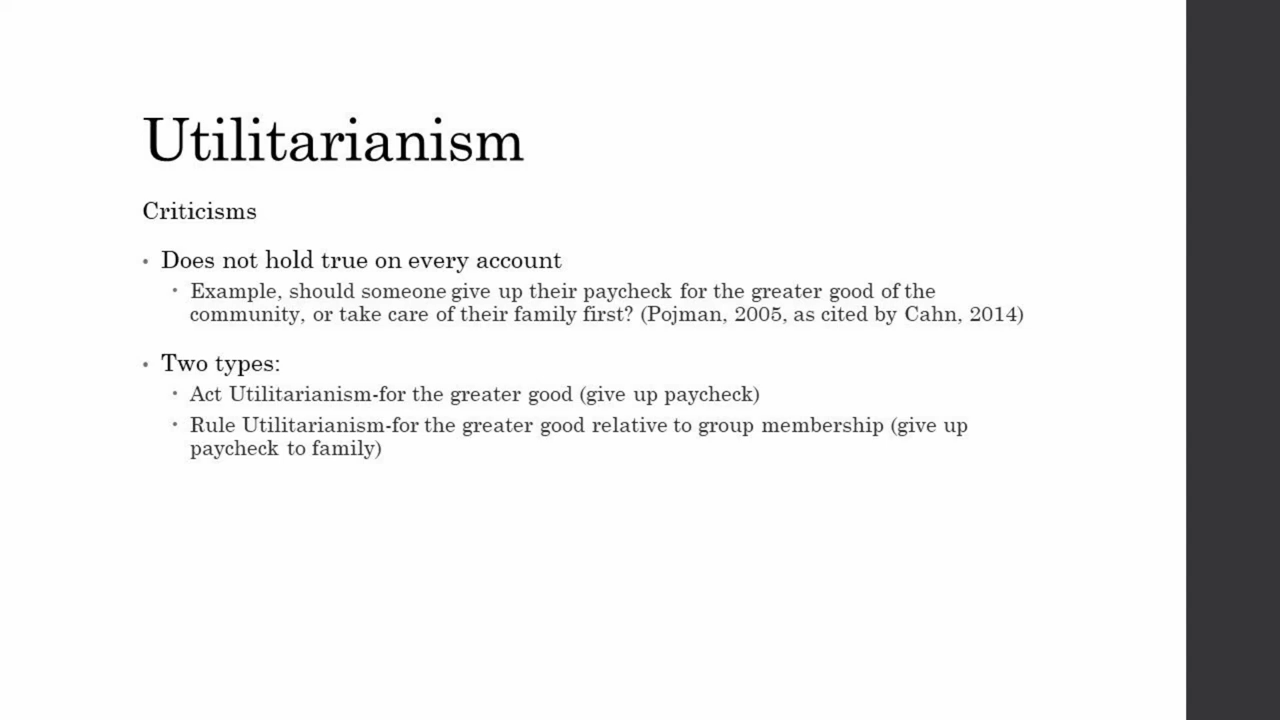 Utilitarianism
Criticisms
• Does not hold true on every account
• Example, should someone give up their paycheck for the greater good of the
community, or take care of their family first? (Pojman, 2005, as cited by Cahn, 2014)
• Two types:
• Act Utilitarianism-for the greater good (give up paycheck)
• Rule Utilitarianism-for the greater good relative to group membership (give up
paycheck to family)